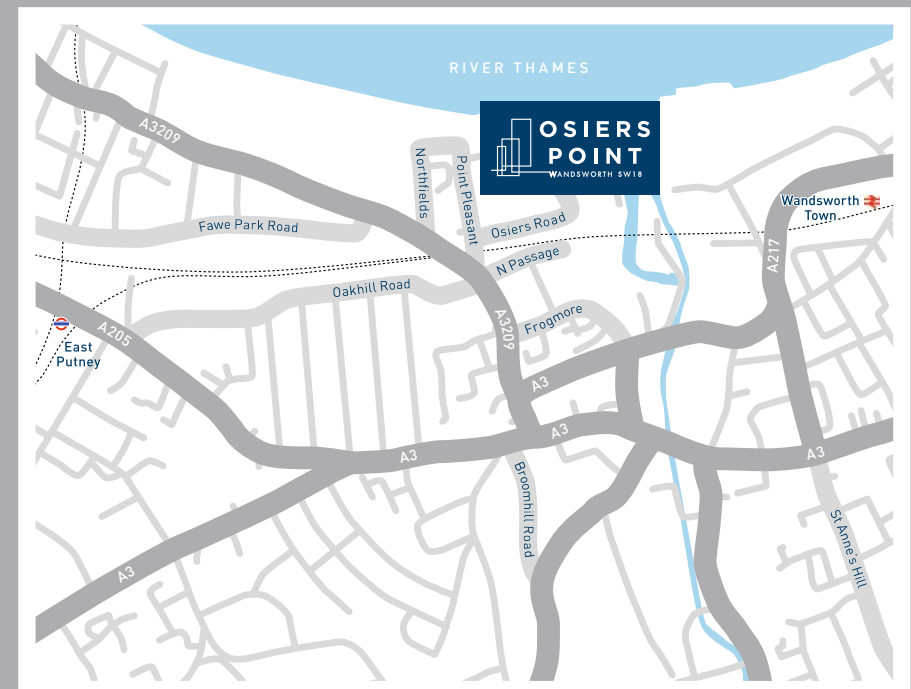 RIVER THAMES
OSIERS
POINT
WANDSWORTH SW18
A3209
Northfields
Point Pleasant
Wandsworth
Town
Fawe Park Road
Osiers Road
A217
N Passage
Oakhill Road
A3209
Frogmore
A205
East
Putney
A3
A3
A3
A3
Broomhill Road
St Anne's Hill
A3